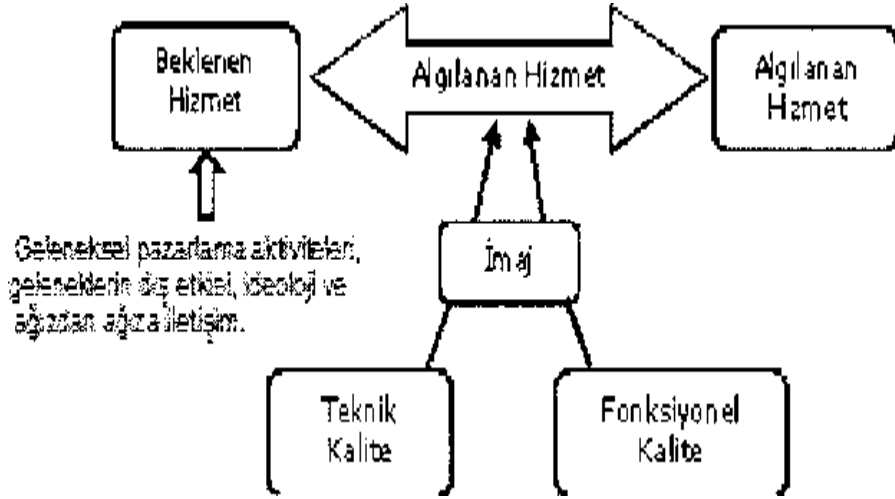 Beklenen
Hizmet
Algılanan Hizmet
Algılanan
Hizmet
Geleneksel pazarlama aktiviteleri,
geleneklerin dış etkisi, ideoloji ve
ağızdan ağıza iletişim.
İmaj
Teknik
Kalite
Fonksiyonel
Kalite